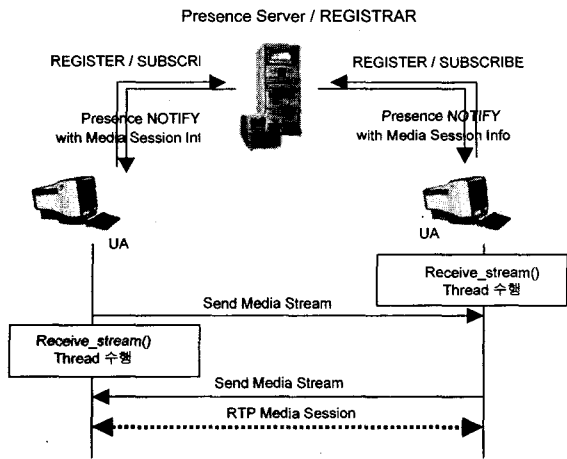 Presence Server / REGISTRAR
REGISTER / SUBSCRI
REGISTER / SUBSCRIBE
Presence NOTIFY
with Media Session Inf
Presence NOTIFY
with Media Session Info
UA
UA
Receive_stream()
Thread 수행
Send Media Stream
Receive_stream()
Thread 수행
Send Media Stream
RTP Media Session